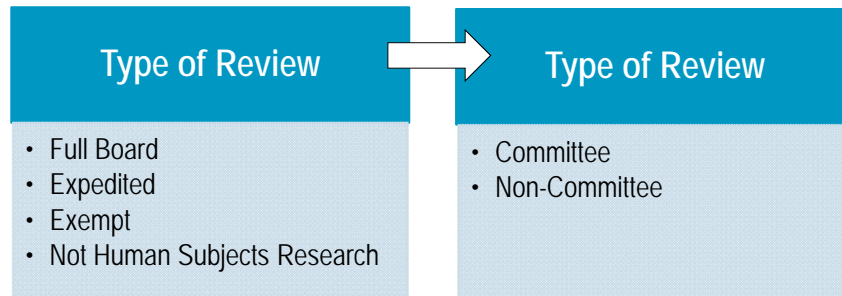 Type of Review
• Full Board
• Expedited
• Exempt
• Not Human Subjects Research
Type of Review
• Committee
• Non-Committee